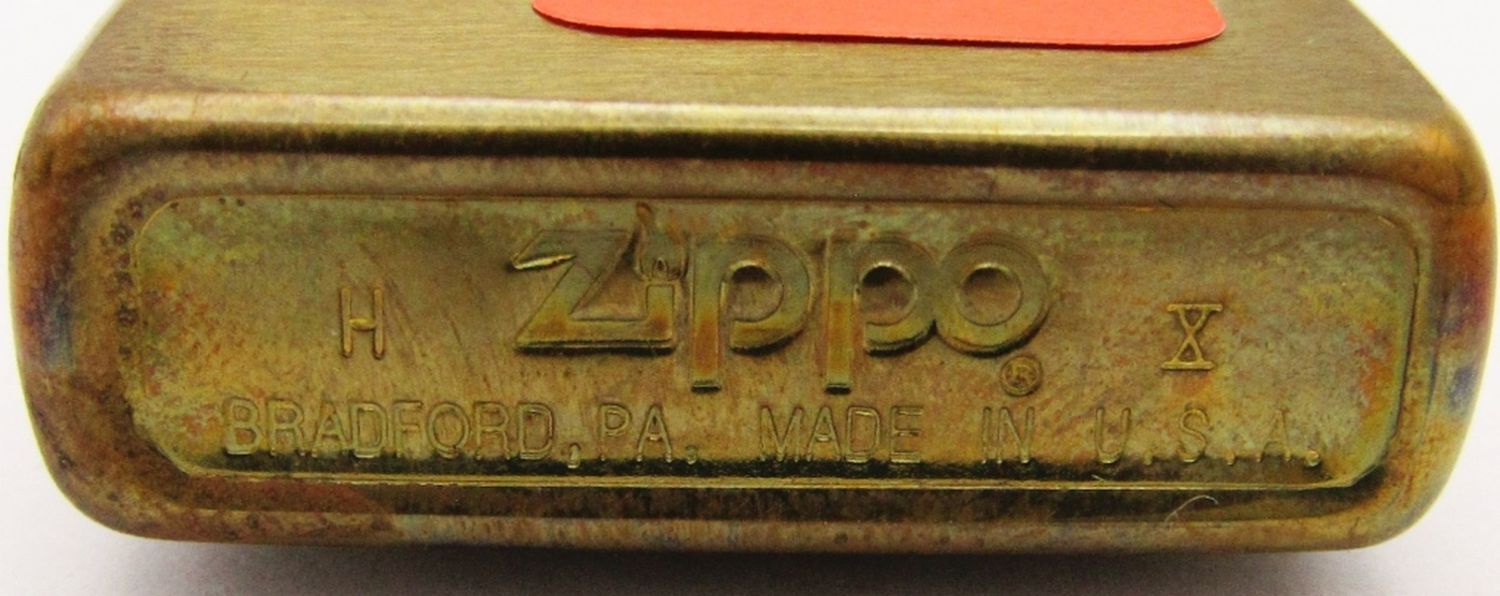 Zippo ®
H X
BRADFORD, PA. MADE IN U.S.A.